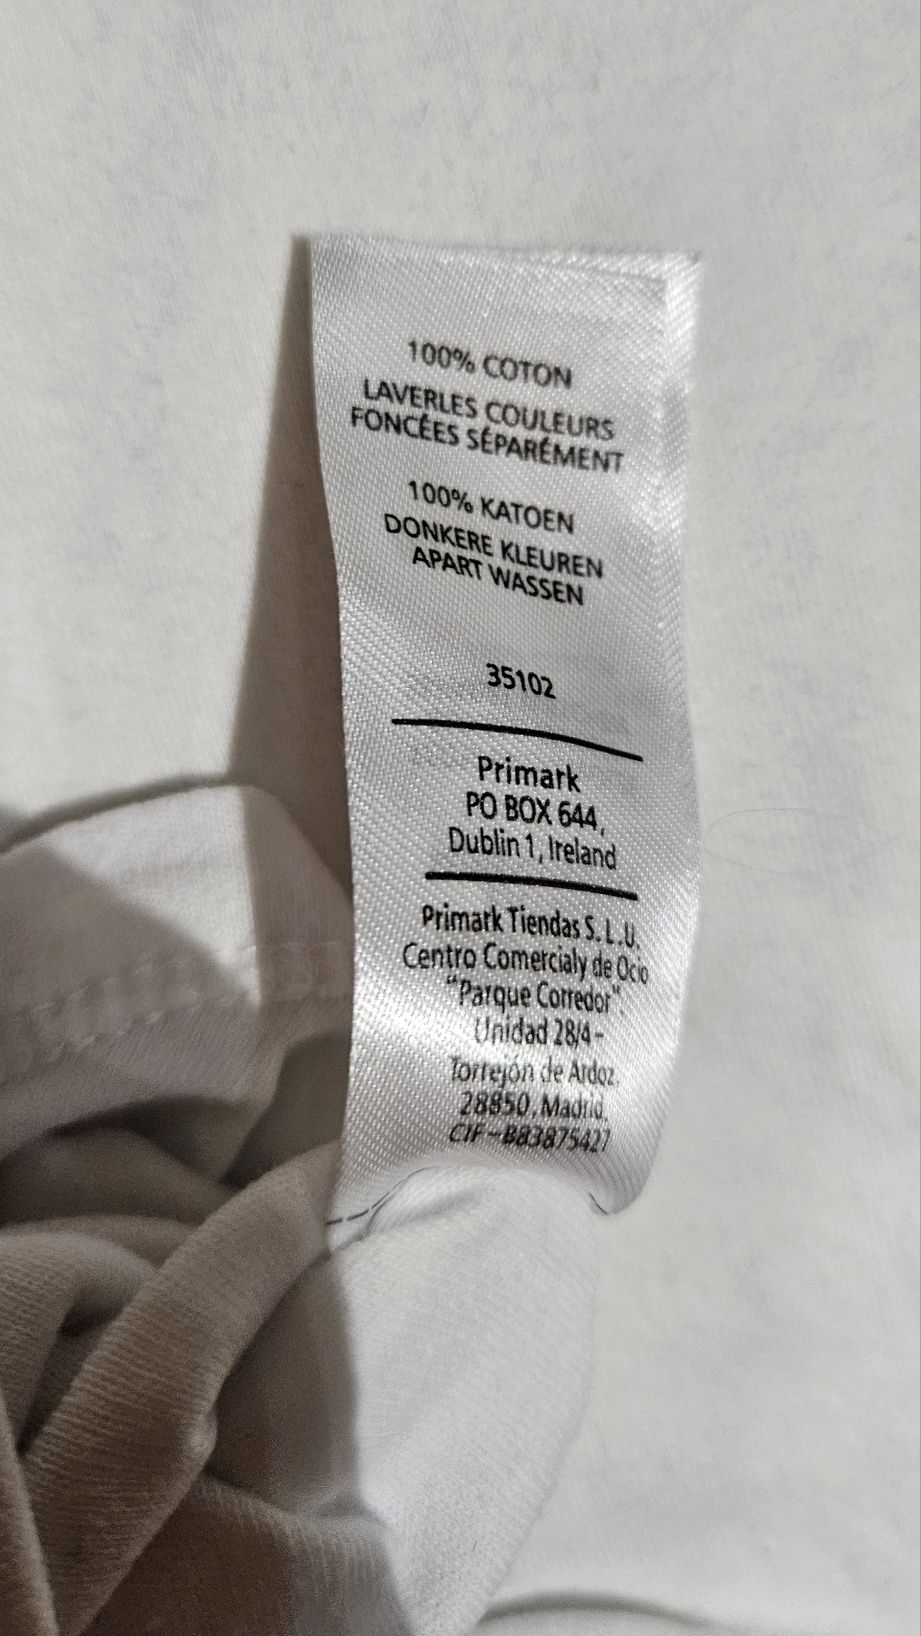 100% COTON
LAVERLES COULEURS
FONCÉES SÉPARÉMENT
100% KATOEN
DONKERE KLEUREN
APART WASSEN
35102
Primark
PO BOX 644,
Dublin 1, Ireland
Primark Tiendas S. L .U.
Centro Comercialy de Ocio
"Parque Corredor".
Unidad 28/4 -
Torrejón de Ardoz.
28850, Madrid.
CIF-B83875427